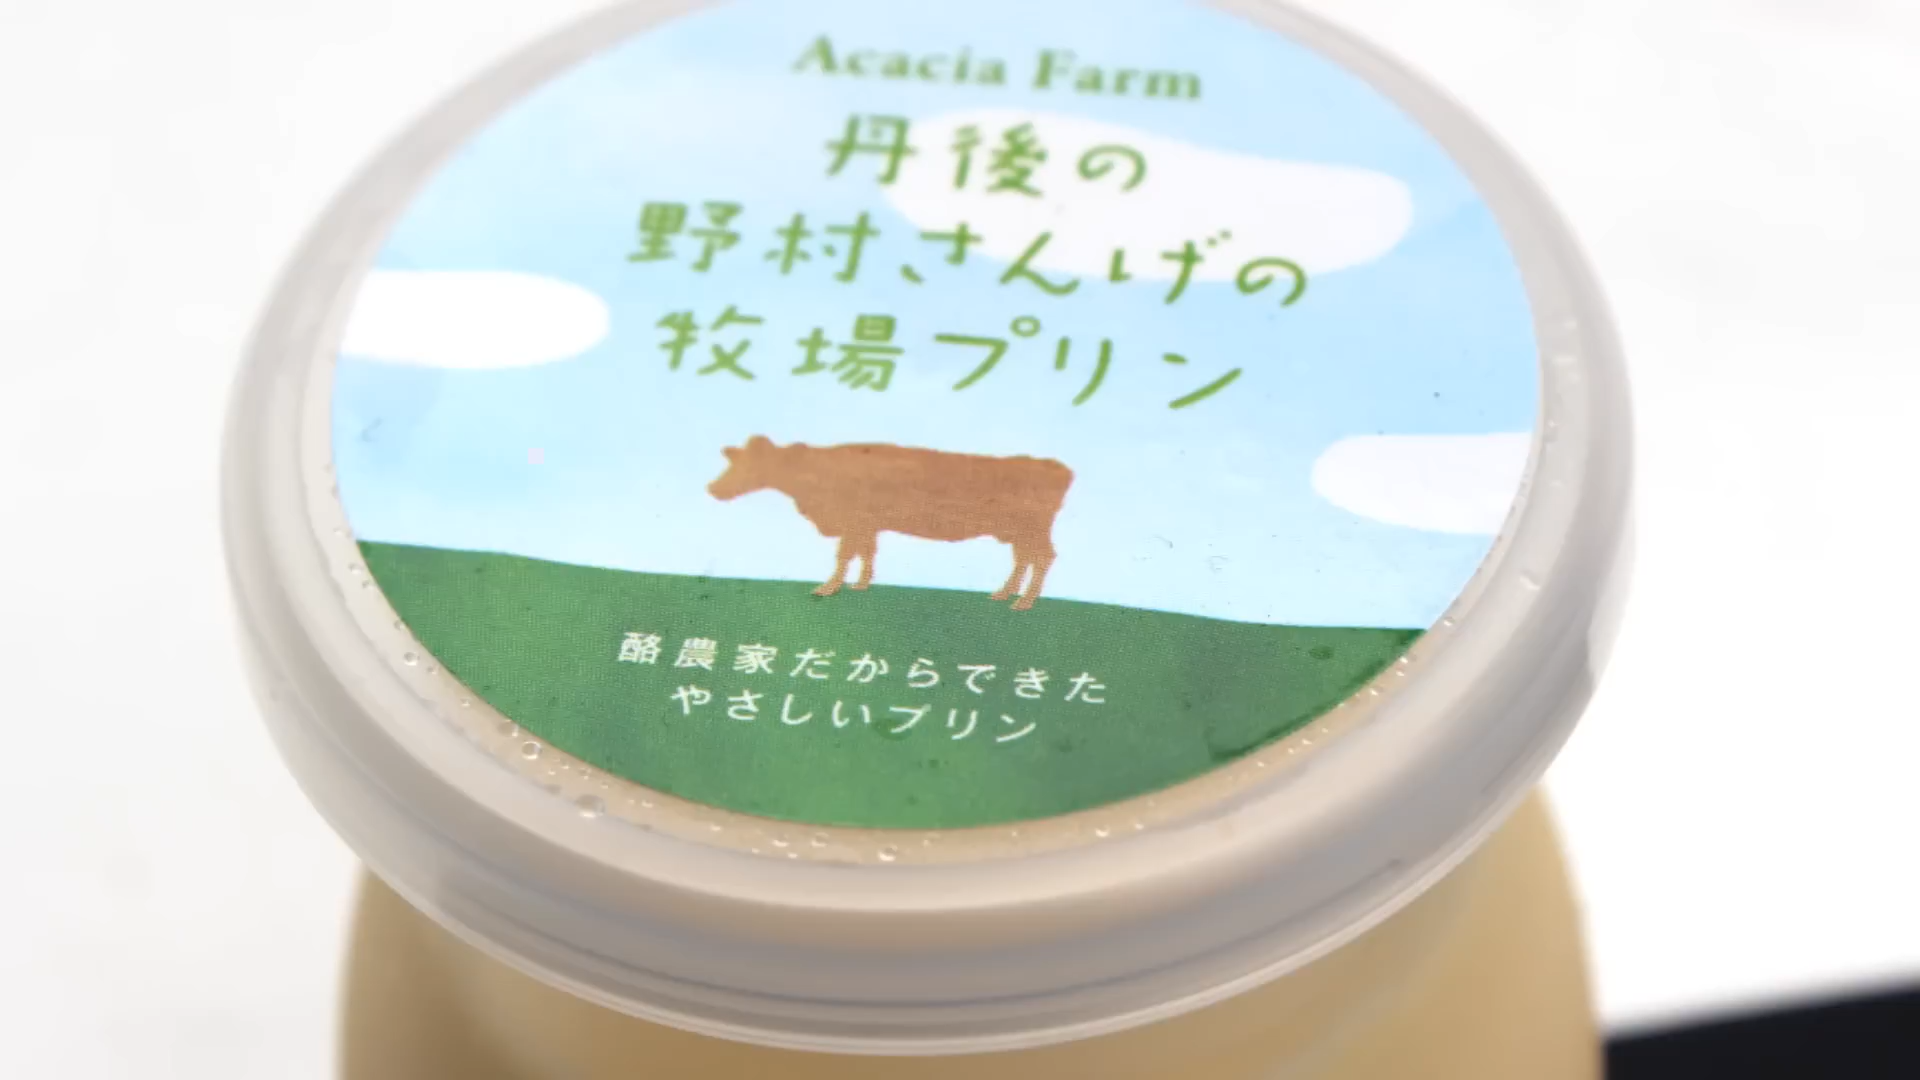 Acacia Farm
丹後の
野村さんげの
牧場プリン
酪農家だからできた
やさしいプリン